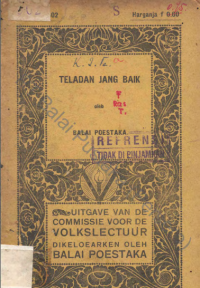 S
Harganja f 0.60
TELADAN JANG BAIK
oleh
BALAI POESTAKA
REFRENZ
TIDAK DI PINJAMKAN
UITGAVE VAN DE
COMMISSIE VOOR DE
VOLKSLECTUUR
DIKELOEARKEN OLEH
BALAI POESTAKA